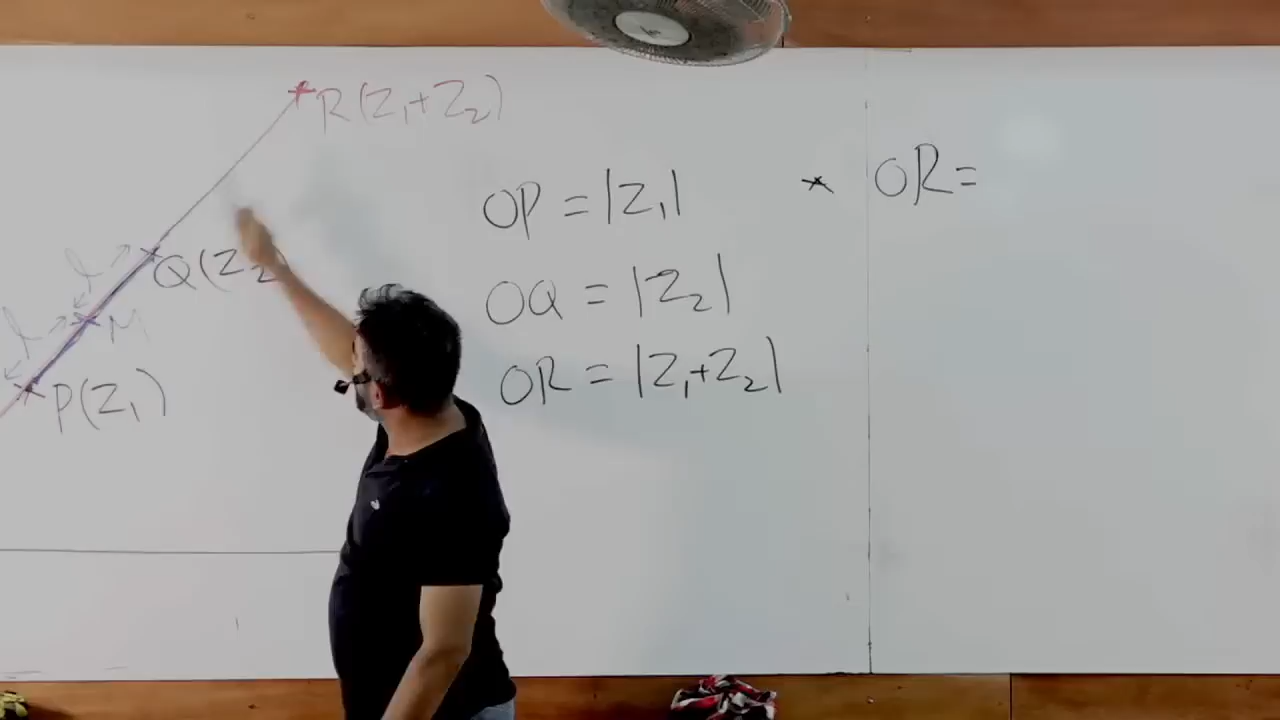 R(Z₁+Z₂)
Q(Z₂)
l
l
M
P(Z₁)
OP = |Z₁|
OQ = |Z₂|
OR = |Z₁+Z₂|
* OR =